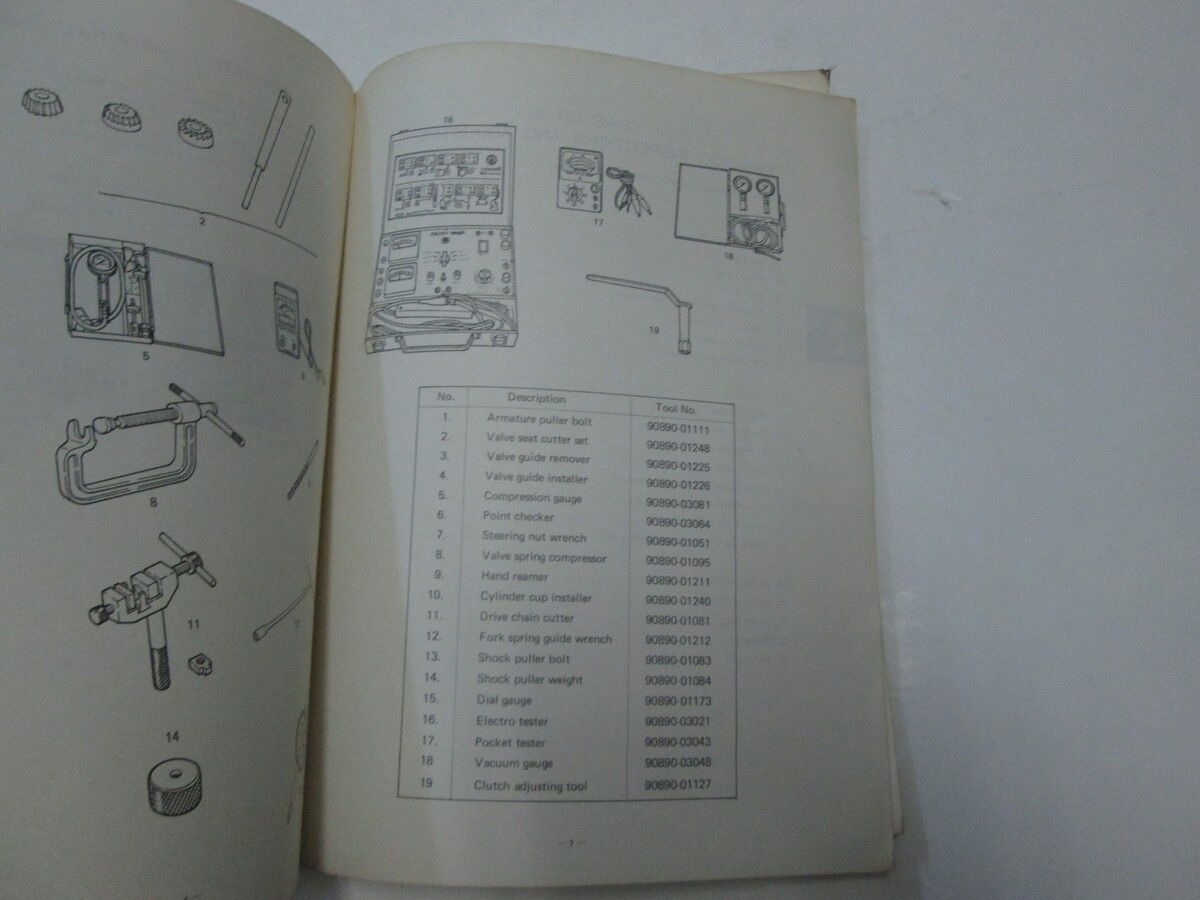 2
5
8
11
14
16
17
18
19
No. Description Tool No.
1. Armature puller bolt 90890-01111
2. Valve seat cutter set 90890-01248
3. Valve guide remover 90890-01225
4. Valve guide installer 90890-01226
5. Compression gauge 90890-03081
6. Point checker 90890-03064
7. Steering nut wrench 90890-01051
8. Valve spring compressor 90890-01095
9. Hand reamer 90890-01211
10. Cylinder cup installer 90890-01240
11. Drive chain cutter 90890-01081
12. Fork spring guide wrench 90890-01212
13. Shock puller bolt 90890-01083
14. Shock puller weight 90890-01084
15. Dial gauge 90890-01173
16. Electro tester 90890-03021
17. Pocket tester 90890-03043
18 Vacuum gauge 90890-03048
19 Clutch adjusting tool 90890-01127
-7-